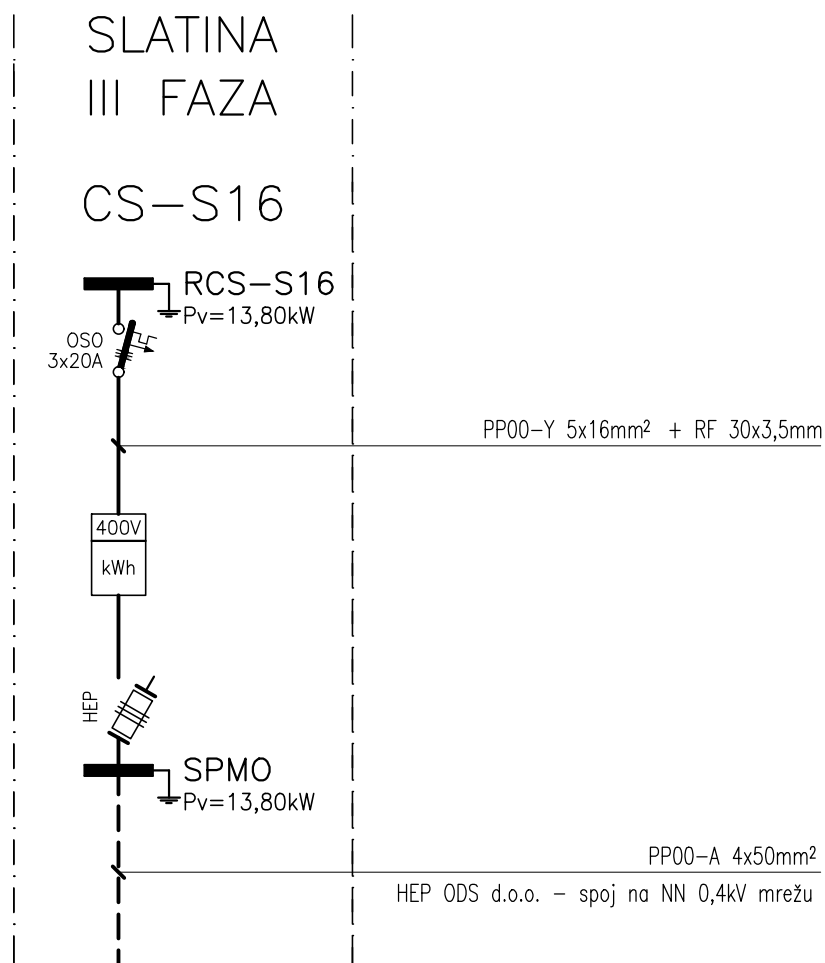 SLATINA
III FAZA
CS-S16
RCS-S16
Pv=13,80kW
OSO
3x20A
PP00-Y 5x16mm² + RF 30x3,5mm
400V
kWh
HEP
SPMO
Pv=13,80kW
PP00-A 4x50mm²
HEP ODS d.o.o. - spoj na NN 0,4kV mrežu